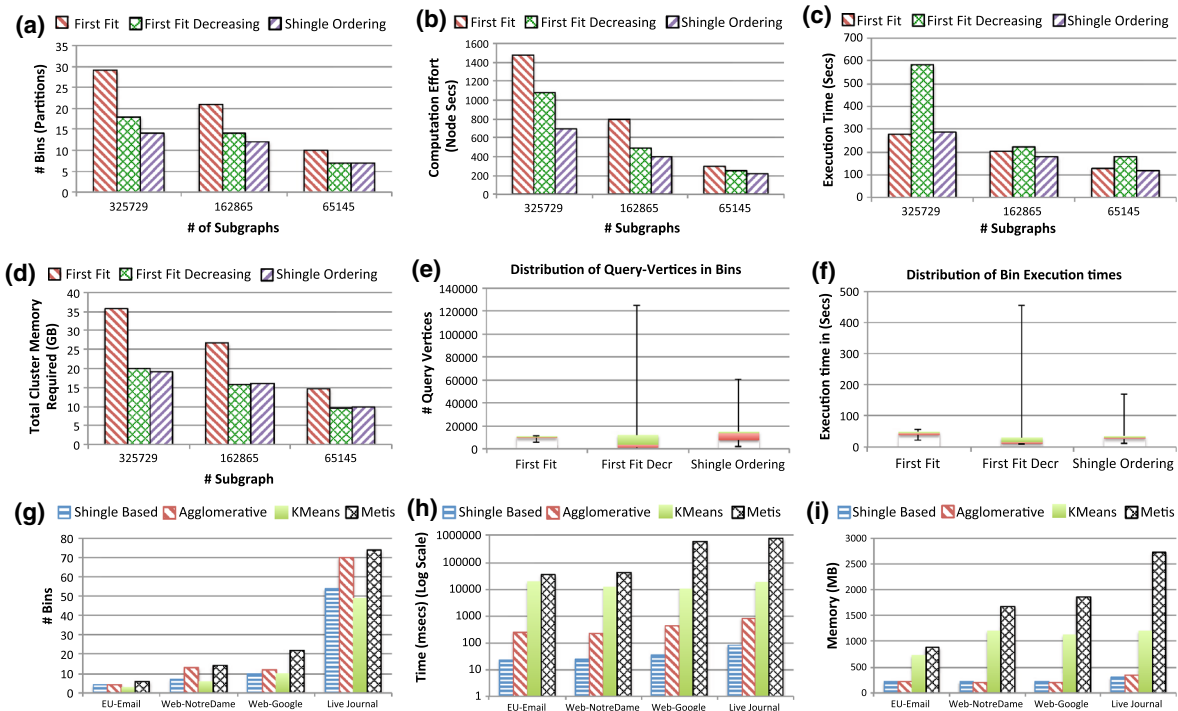 (a) First Fit First Fit Decreasing Shingle Ordering
# Bins (Partitions)
35
30
25
20
15
10
5
0
325729 162865 65145
# of Subgraphs
(b) First Fit First Fit Decreasing Shingle Ordering
Computation Effort
(Node Secs)
1600
1400
1200
1000
800
600
400
200
0
325729 162865 65145
# Subgraphs
(c) First Fit First Fit Decreasing Shingle Ordering
Execution Time (Secs)
700
600
500
400
300
200
100
0
325729 162865 65145
# Subgraphs
(d) First Fit First Fit Decreasing Shingle Ordering
Total Cluster Memory
Required (GB)
40
35
30
25
20
15
10
5
0
325729 162865 65145
# Subgraph
(e) Distribution of Query-Vertices in Bins
# Query Vertices
140000
120000
100000
80000
60000
40000
20000
0
First Fit First Fit Decr Shingle Ordering
(f) Distribution of Bin Execution times
Execution time in (Secs)
500
400
300
200
100
0
First Fit First Fit Decr Shingle Ordering
(g) Shingle Based Agglomerative KMeans Metis
# Bins
80
70
60
50
40
30
20
10
0
EU-Email Web-NotreDame Web-Google Live Journal
(h) Shingle Based Agglomerative KMeans Metis
Time (msecs) (Log Scale)
1000000
100000
10000
1000
100
10
1
EU-Email Web-NotreDame Web-Google Live Journal
(i) Shingle Based Agglomerative KMeans Metis
Memory (MB)
3000
2500
2000
1500
1000
500
0
EU-Email Web-NotreDame Web-Google Live Journal